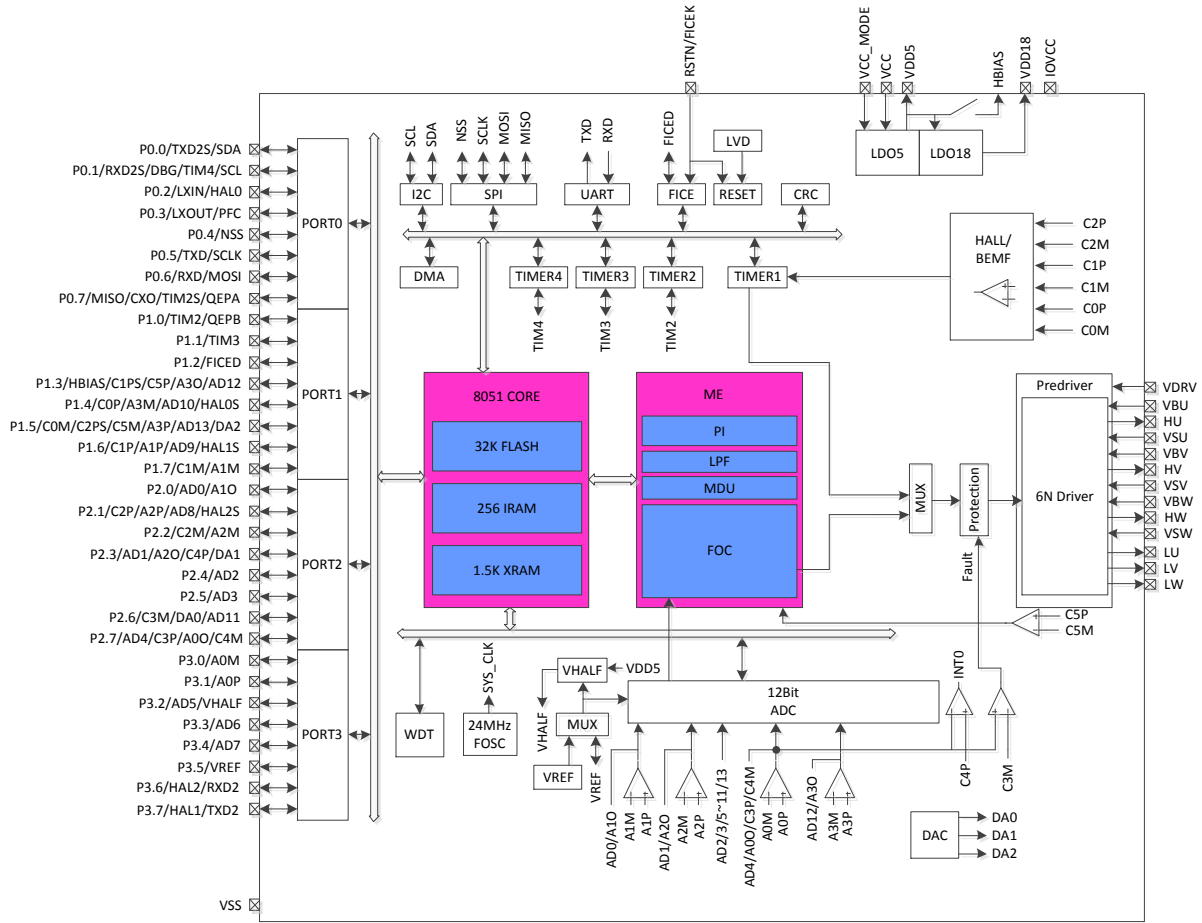 RSTN/FICEK
VCC_MODE
VCC
VDD5
HBIAS
VDD18
IOVCC
P0.0/TXD2S/SDA
P0.1/RXD2S/DBG/TIM4/SCL
P0.2/LXIN/HAL0
P0.3/LXOUT/PFC
P0.4/NSS
P0.5/TXD/SCLK
P0.6/RXD/MOSI
P0.7/MISO/CXO/TIM2S/QEPA
P1.0/TIM2/QEPB
P1.1/TIM3
P1.2/FICED
P1.3/HBIAS/C1PS/C5P/A3O/AD12
P1.4/C0P/A3M/AD10/HAL0S
P1.5/C0M/C2PS/C5M/A3P/AD13/DA2
P1.6/C1P/A1P/AD9/HAL1S
P1.7/C1M/A1M
P2.0/AD0/A1O
P2.1/C2P/A2P/AD8/HAL2S
P2.2/C2M/A2M
P2.3/AD1/A2O/C4P/DA1
P2.4/AD2
P2.5/AD3
P2.6/C3M/DA0/AD11
P2.7/AD4/C3P/A0O/C4M
P3.0/A0M
P3.1/A0P
P3.2/AD5/VHALF
P3.3/AD6
P3.4/AD7
P3.5/VREF
P3.6/HAL2/RXD2
P3.7/HAL1/TXD2
VSS
PORT0
PORT1
PORT2
PORT3
SCL
SDA
NSS
SCLK
MOSI
MISO
TXD
RXD
FICED
LVD
I2C
SPI
UART
FICE
RESET
CRC
DMA
TIMER4
TIMER3
TIMER2
TIMER1
TIM4
TIM3
TIM2
LDO5
LDO18
HALL/
BEMF
C2P
C2M
C1P
C1M
C0P
C0M
8051 CORE
32K FLASH
256 IRAM
1.5K XRAM
ME
PI
LPF
MDU
FOC
MUX
Protection
Fault
Predriver
6N Driver
VDRV
VBU
HU
VSU
VBV
HV
VSV
VBW
HW
VSW
LU
LV
LW
C5P
C5M
WDT
SYS_CLK
24MHz
FOSC
VHALF
VDD5
VHALF
MUX
VREF
VREF
12Bit
ADC
INT0
C4P
C3M
AD0/A1O
A1M
A1P
AD1/A2O
A2M
A2P
AD2/3/5~11/13
AD4/A0O/C3P/C4M
A0M
A0P
AD12/A3O
A3M
A3P
DAC
DA0
DA1
DA2